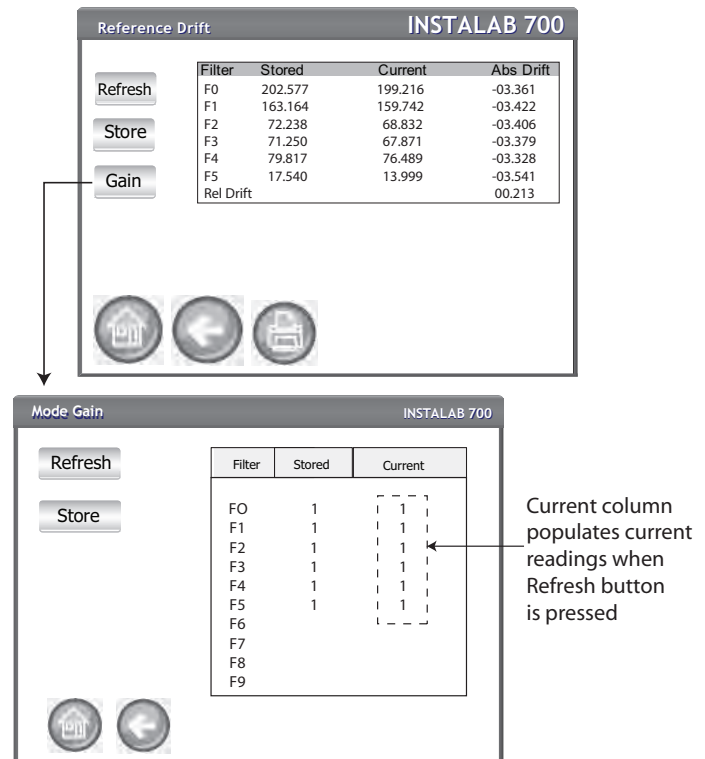 Reference Drift INSTALAB 700
Refresh
Store
Gain
Filter Stored Current Abs Drift
F0 202.577 199.216 -03.361
F1 163.164 159.742 -03.422
F2 72.238 68.832 -03.406
F3 71.250 67.871 -03.379
F4 79.817 76.489 -03.328
F5 17.540 13.999 -03.541
Rel Drift 00.213
Mode Gain INSTALAB 700
Refresh
Store
Filter Stored Current
FO 1 1
F1 1 1
F2 1 1
F3 1 1
F4 1 1
F5 1 1
F6
F7
F8
F9
Current column
populates current
readings when
Refresh button
is pressed